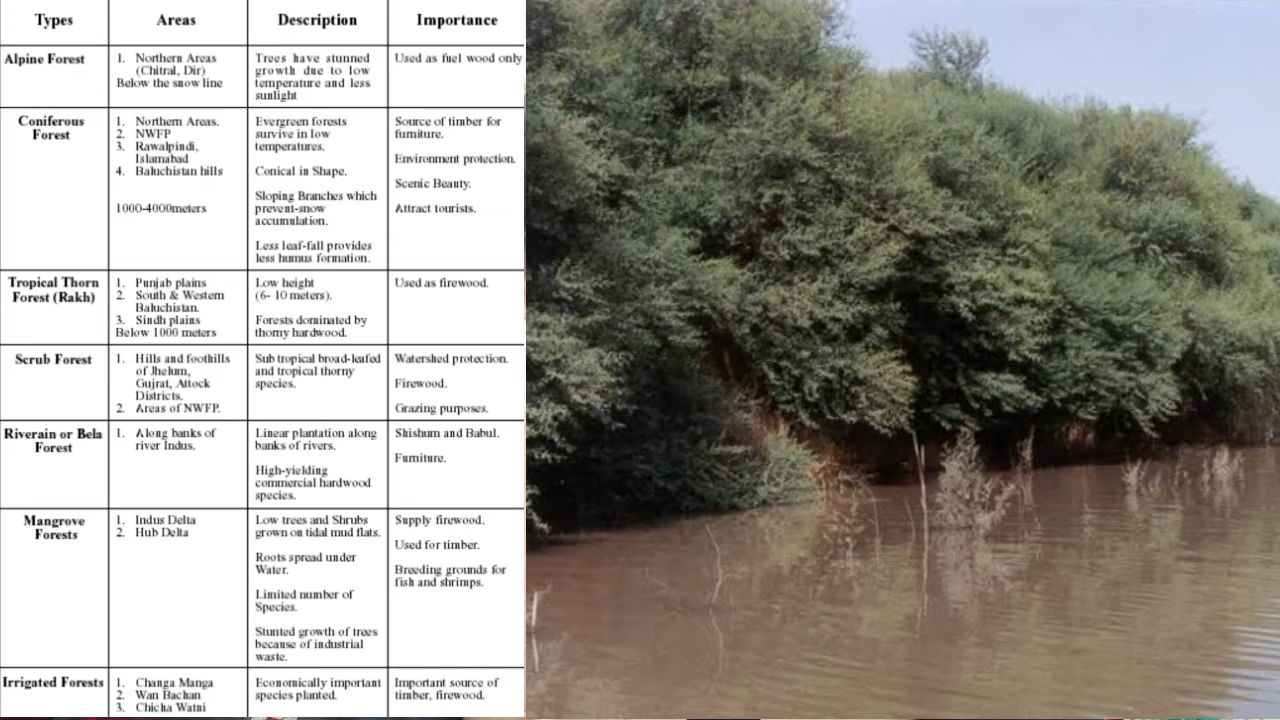 Types Areas Description Importance
Alpine Forest
1. Northern Areas
(Chitral, Dir)
Below the snow line
Trees have stunned
growth due to low
temperature and less
sunlight
Used as fuel wood only
Coniferous
Forest
1. Northern Areas.
2. NWFP
3. Rawalpindi,
Islamabad
4. Baluchistan hills
1000-4000meters
Evergreen forests
survive in low
temperatures.
Conical in Shape.
Sloping Branches which
prevent-snow
accumulation.
Less leaf-fall provides
less humus formation.
Source of timber for
furniture.
Environment protection.
Scenic Beauty.
Attract tourists.
Tropical Thorn
Forest (Rakh)
1. Punjab plains
2. South & Western
Baluchistan.
3. Sindh plains
Below 1000 meters
Low height
(6- 10 meters).
Forests dominated by
thorny hardwood.
Used as firewood.
Scrub Forest
1. Hills and foothills
of Jhelum,
Gujrat, Attock
Districts.
2. Areas of NWFP.
Sub tropical broad-leafed
and tropical thorny
species.
Watershed protection.
Firewood.
Grazing purposes.
Riverain or Bela
Forest
1. Along banks of
river Indus.
Linear plantation along
banks of rivers.
High-yielding
commercial hardwood
species.
Shishum and Babul.
Furniture.
Mangrove
Forests
1. Indus Delta
2. Hub Delta
Low trees and Shrubs
grown on tidal mud flats.
Roots spread under
Water.
Limited number of
Species.
Stunted growth of trees
because of industrial
waste.
Supply firewood.
Used for timber.
Breeding grounds for
fish and shrimps.
Irrigated Forests
1. Changa Manga
2. Wan Bachan
3. Chicha Watni
Economically important
species planted.
Important source of
timber, firewood.